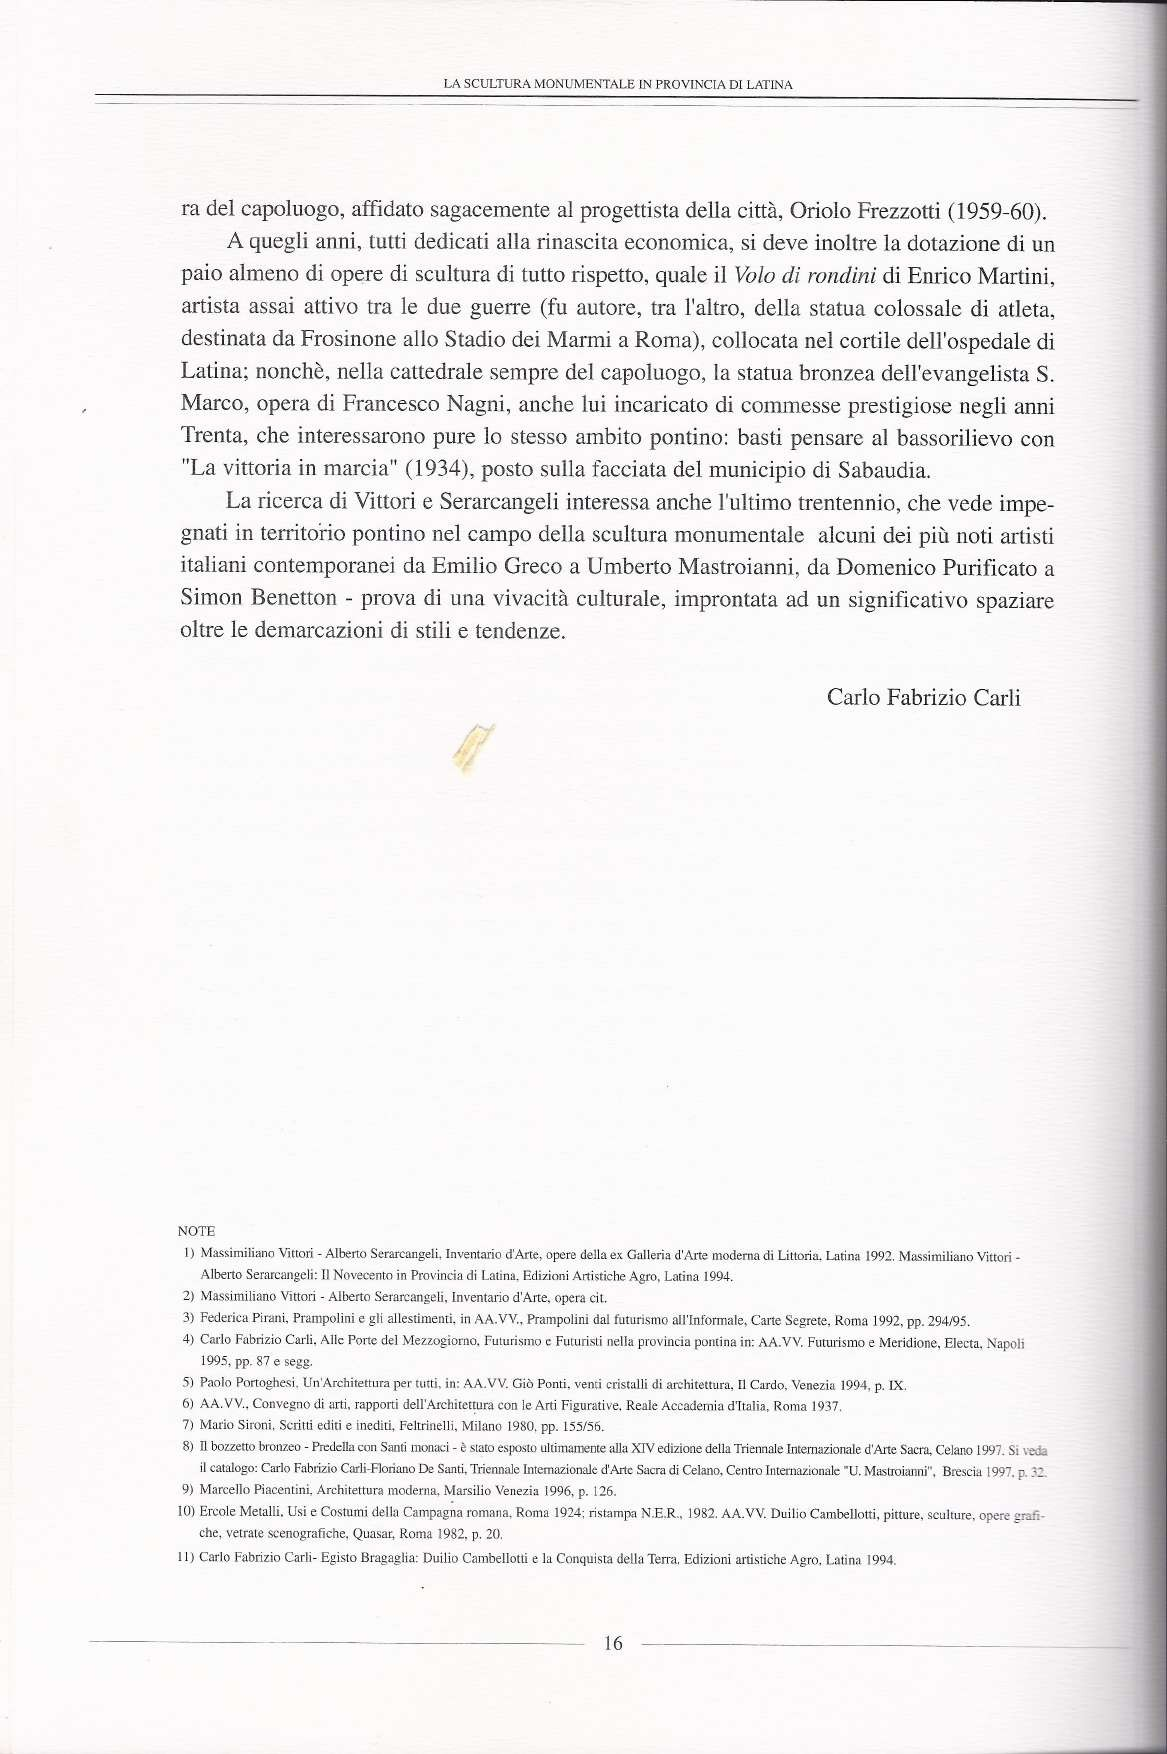 LA SCULTURA MONUMENTALE IN PROVINCIA DI LATINA
ra del capoluogo, affidato sagacemente al progettista della città, Oriolo Frezzotti (1959-60).
A quegli anni, tutti dedicati alla rinascita economica, si deve inoltre la dotazione di un
paio almeno di opere di scultura di tutto rispetto, quale il Volo di rondini di Enrico Martini,
artista assai attivo tra le due guerre (fu autore, tra l'altro, della statua colossale di atleta,
destinata da Frosinone allo Stadio dei Marmi a Roma), collocata nel cortile dell'ospedale di
Latina; nonchè, nella cattedrale sempre del capoluogo, la statua bronzea dell'evangelista S.
Marco, opera di Francesco Nagni, anche lui incaricato di commesse prestigiose negli anni
Trenta, che interessarono pure lo stesso ambito pontino: basti pensare al bassorilievo con
"La vittoria in marcia" (1934), posto sulla facciata del municipio di Sabaudia.
La ricerca di Vittori e Serarcangeli interessa anche l'ultimo trentennio, che vede impe-
gnati in territorio pontino nel campo della scultura monumentale alcuni dei più noti artisti
italiani contemporanei da Emilio Greco a Umberto Mastroianni, da Domenico Purificato a
Simon Benetton - prova di una vivacità culturale, improntata ad un significativo spaziare
oltre le demarcazioni di stili e tendenze.
Carlo Fabrizio Carli
NOTE
1) Massimiliano Vittori - Alberto Serarcangeli, Inventario d'Arte, opere della ex Galleria d'Arte moderna di Littoria, Latina 1992. Massimiliano Vittori -
Alberto Serarcangeli: Il Novecento in Provincia di Latina, Edizioni Artistiche Agro, Latina 1994.
2) Massimiliano Vittori - Alberto Serarcangeli, Inventario d'Arte, opera cit.
3) Federica Pirani, Prampolini e gli allestimenti, in AA.VV., Prampolini dal futurismo all'Informale, Carte Segrete, Roma 1992, pp. 294/95.
4) Carlo Fabrizio Carli, Alle Porte del Mezzogiorno, Futurismo e Futuristi nella provincia pontina in: AA.VV. Futurismo e Meridione, Electa, Napoli
1995, pp. 87 e segg.
5) Paolo Portoghesi, Un'Architettura per tutti, in: AA.VV. Giò Ponti, venti cristalli di architettura, Il Cardo, Venezia 1994, p. IX.
6) AA.VV., Convegno di arti, rapporti dell'Architettura con le Arti Figurative, Reale Accademia d'Italia, Roma 1937.
7) Mario Sironi, Scritti editi e inediti, Feltrinelli, Milano 1980, pp. 155/56.
8) Il bozzetto bronzeo - Predella con Santi monaci - è stato esposto ultimamente alla XIV edizione della Triennale Internazionale d'Arte Sacra, Celano 1997. Si veda
il catalogo: Carlo Fabrizio Carli-Floriano De Santi, Triennale Internazionale d'Arte Sacra di Celano, Centro Internazionale "U. Mastroianni", Brescia 1997, p. 32.
9) Marcello Piacentini, Architettura moderna, Marsilio Venezia 1996, p. 126.
10) Ercole Metalli, Usi e Costumi della Campagna romana, Roma 1924; ristampa N.E.R., 1982. AA.VV. Duilio Cambellotti, pitture, sculture, opere grafi-
che, vetrate scenografiche, Quasar, Roma 1982, p. 20.
11) Carlo Fabrizio Carli- Egisto Bragaglia: Duilio Cambellotti e la Conquista della Terra, Edizioni artistiche Agro, Latina 1994.
16